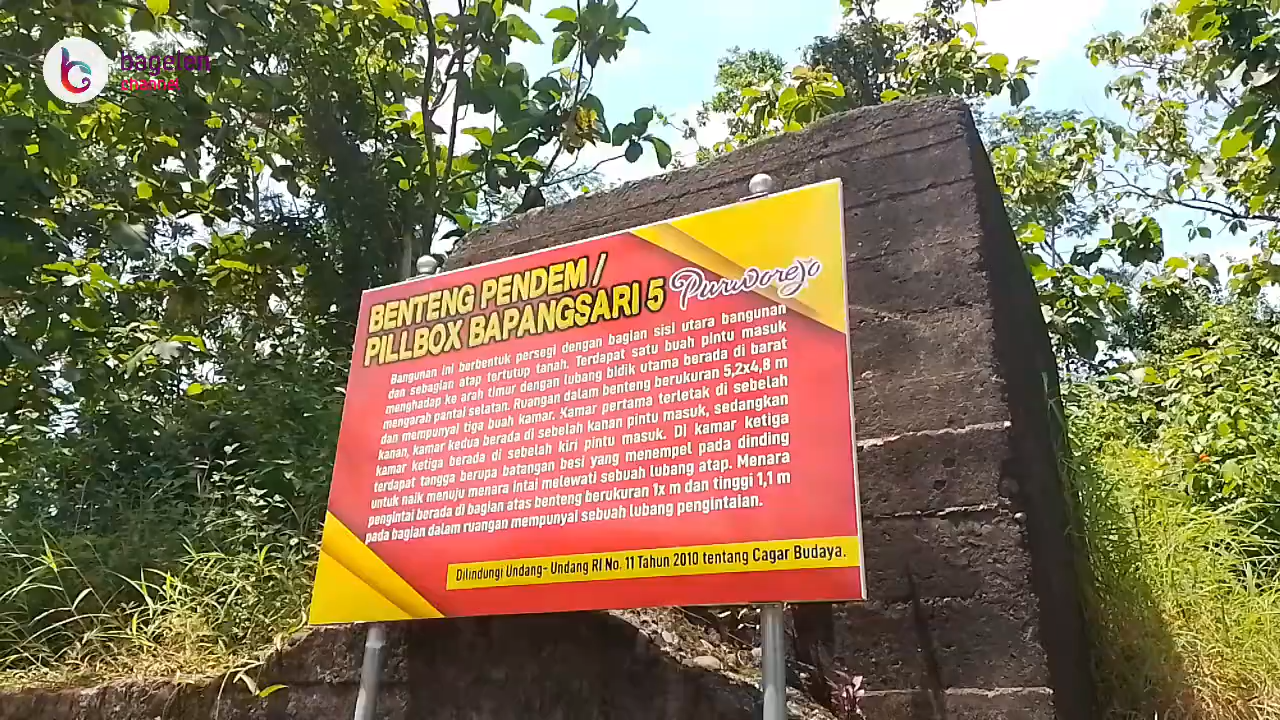 bagelen
channel
BENTENG PENDEM /
PILLBOX BAPANGSARI 5
Purworejo
Bangunan ini berbentuk persegi dengan bagian sisi utara bangunan
dan sebagian atap tertutup tanah. Terdapat satu buah pintu masuk
menghadap ke arah timur dengan lubang bidik utama berada di barat
mengarah pantai selatan. Ruangan dalam benteng berukuran 5,2x4,8 m
dan mempunyai tiga buah kamar. Kamar pertama terletak di sebelah
kanan, kamar kedua berada di sebelah kanan pintu masuk, sedangkan
kamar ketiga berada di sebelah kiri pintu masuk. Di kamar ketiga
terdapat tangga berupa batangan besi yang menempel pada dinding
untuk naik menuju menara intai melewati sebuah lubang atap. Menara
pengintai berada di bagian atas benteng berukuran 1x m dan tinggi 1,1 m
pada bagian dalam ruangan mempunyai sebuah lubang pengintaian.
Dilindungi Undang- Undang RI No. 11 Tahun 2010 tentang Cagar Budaya.